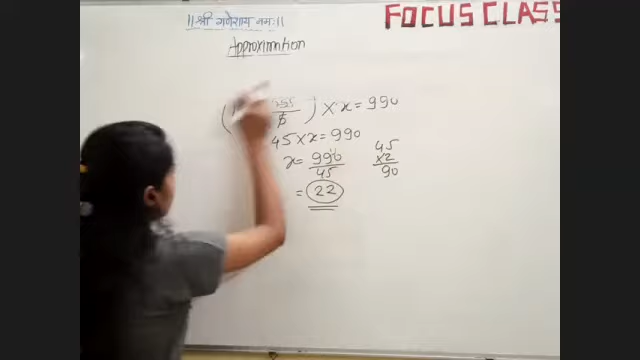 ॥ श्री गणेशाय नमः ॥
FOCUS CLASS
Approximation
) × x = 990
45 × x = 990
x = 990/45
= 22
45
×2
90